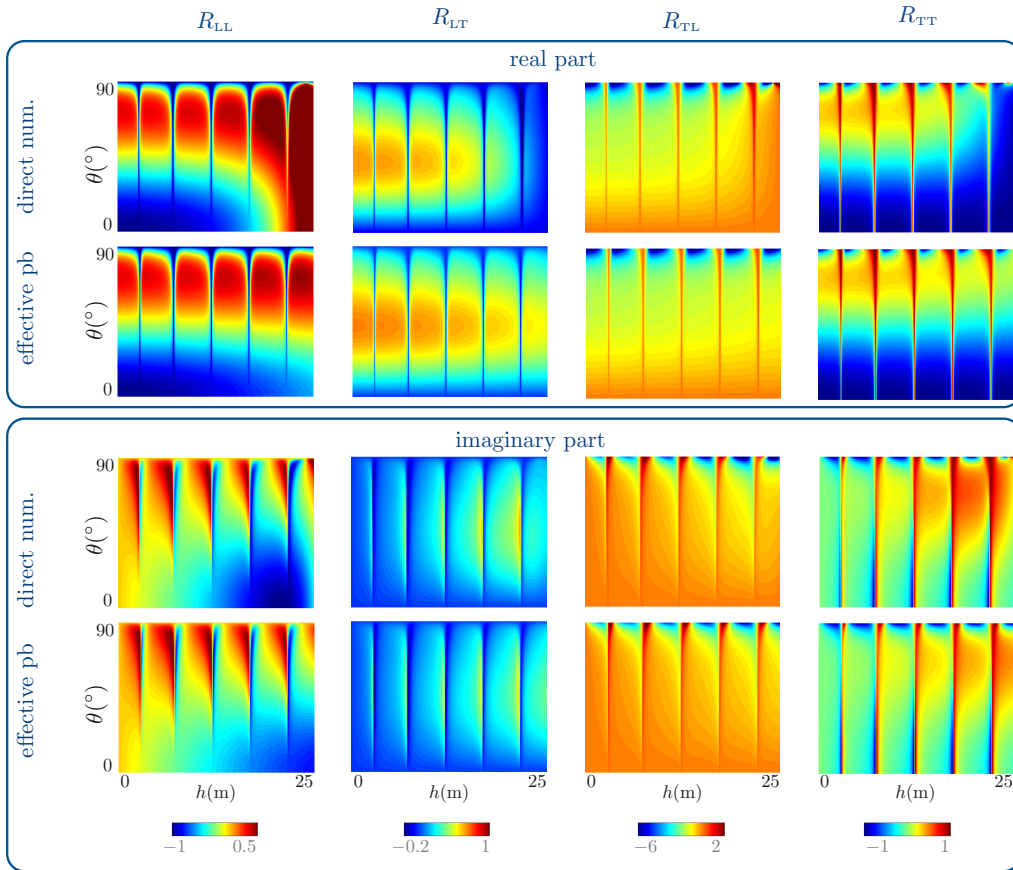 R_LL R_LT R_TL R_TT
real part
direct num.
θ(°)
90
0
effective pb
θ(°)
90
0
imaginary part
direct num.
θ(°)
90
0
effective pb
θ(°)
90
0
0 25 0 25 0 25 0 25
h(m) h(m) h(m) h(m)
−1 0.5 −0.2 1 −6 2 −1 1